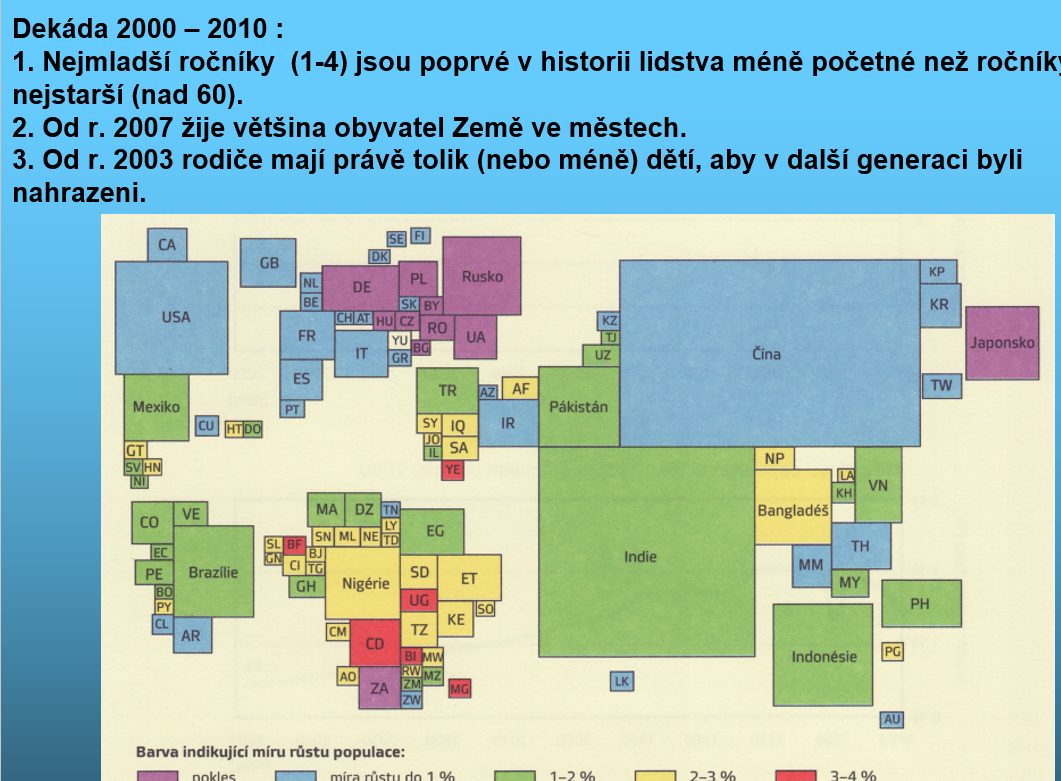 Dekáda 2000 – 2010 :
1. Nejmladší ročníky (1-4) jsou poprvé v historii lidstva méně početné než ročníky
nejstarší (nad 60).
2. Od r. 2007 žije většina obyvatel Země ve městech.
3. Od r. 2003 rodiče mají právě tolik (nebo méně) dětí, aby v další generaci byli
nahrazeni.
CA
GB
SE
FI
DK
NL
BE
DE
PL
Rusko
USA
FR
CH
AT
HU
SK
CZ
BY
RO
UA
IT
YU
GR
BG
ES
PT
KZ
TJ
UZ
Čína
KP
KR
Japonsko
TW
Mexiko
CU
HT
DO
GT
SV
HN
NI
TR
AZ
AF
SY
IQ
IR
JO
IL
SA
YE
Pákistán
NP
Bangladéš
LA
KH
VN
Indie
TH
MM
MY
PH
Indonésie
PG
LK
AU
CO
VE
EC
PE
Brazílie
BO
PY
CL
AR
MA
DZ
TN
LY
EG
SL
BF
SN
ML
NE
TD
GN
CI
BJ
TG
GH
Nigérie
SD
ET
UG
SO
KE
CM
CD
TZ
BI
MW
AO
ZA
RW
ZM
MZ
ZW
MG
Barva indikující míru růstu populace:
pokles
míra růstu do 1 %
1–2 %
2–3 %
3–4 %